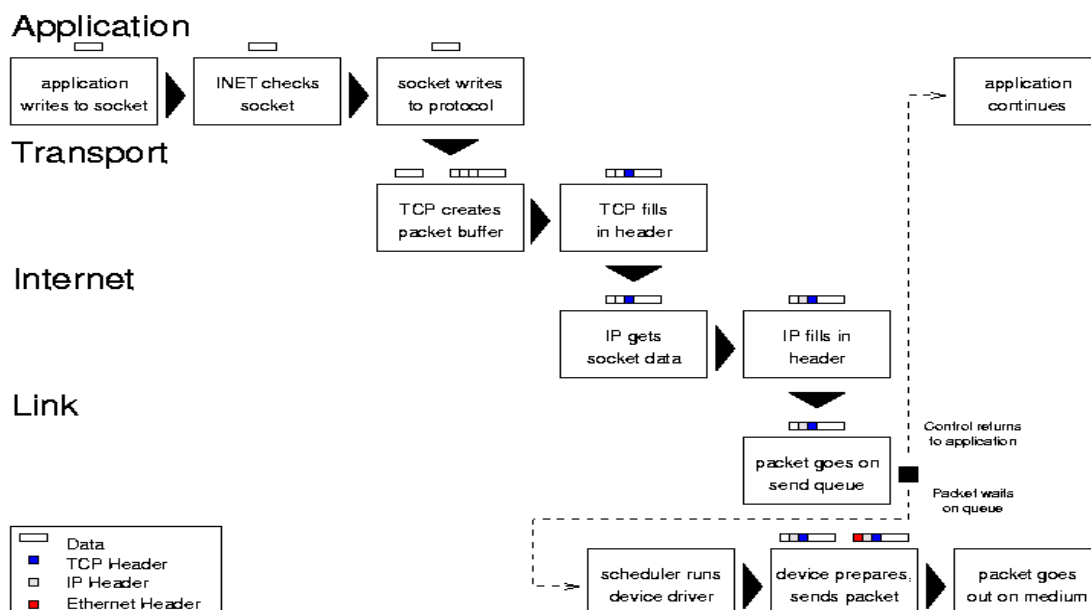 Application
application
writes to socket
INET checks
socket
socket writes
to protocol
application
continues
Transport
TCP creates
packet buffer
TCP fills
in header
Internet
IP gets
socket data
IP fills in
header
Link
packet goes on
send queue
Control returns
to application
Packet waits
on queue
scheduler runs
device driver
device prepares,
sends packet
packet goes
out on medium
Data
TCP Header
IP Header
Ethernet Header